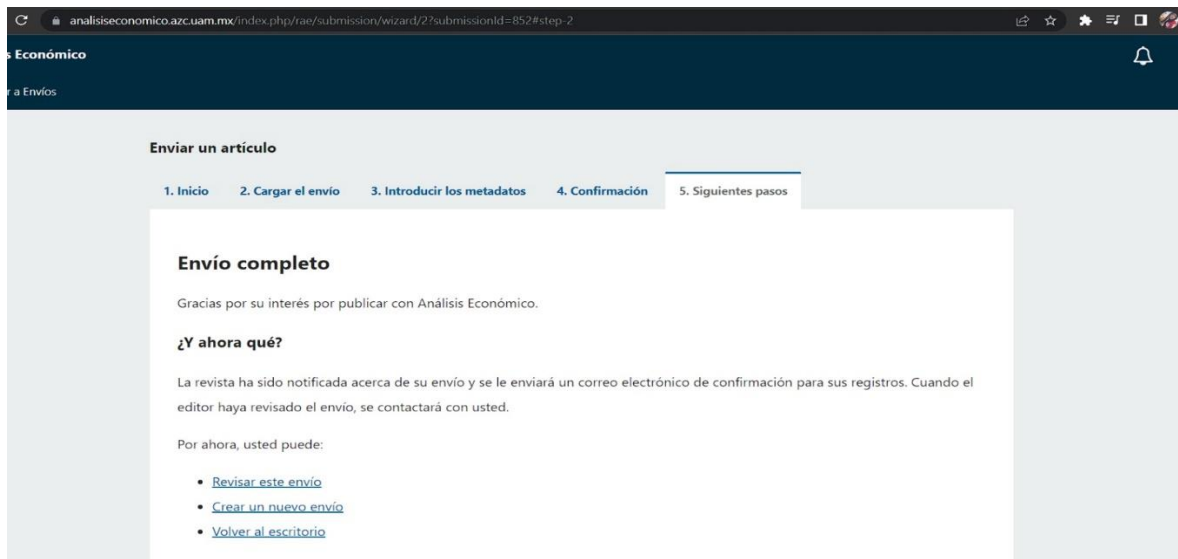 analisiseconomico.azc.uam.mx/index.php/rae/submission/wizard/2?submissionId=852#step-2
s Económico
r a Envíos
Enviar un artículo
1. Inicio 2. Cargar el envío 3. Introducir los metadatos 4. Confirmación 5. Siguientes pasos
Envío completo
Gracias por su interés por publicar con Análisis Económico.
¿Y ahora qué?
La revista ha sido notificada acerca de su envío y se le enviará un correo electrónico de confirmación para sus registros. Cuando el
editor haya revisado el envío, se contactará con usted.
Por ahora, usted puede:
• Revisar este envío
• Crear un nuevo envío
• Volver al escritorio